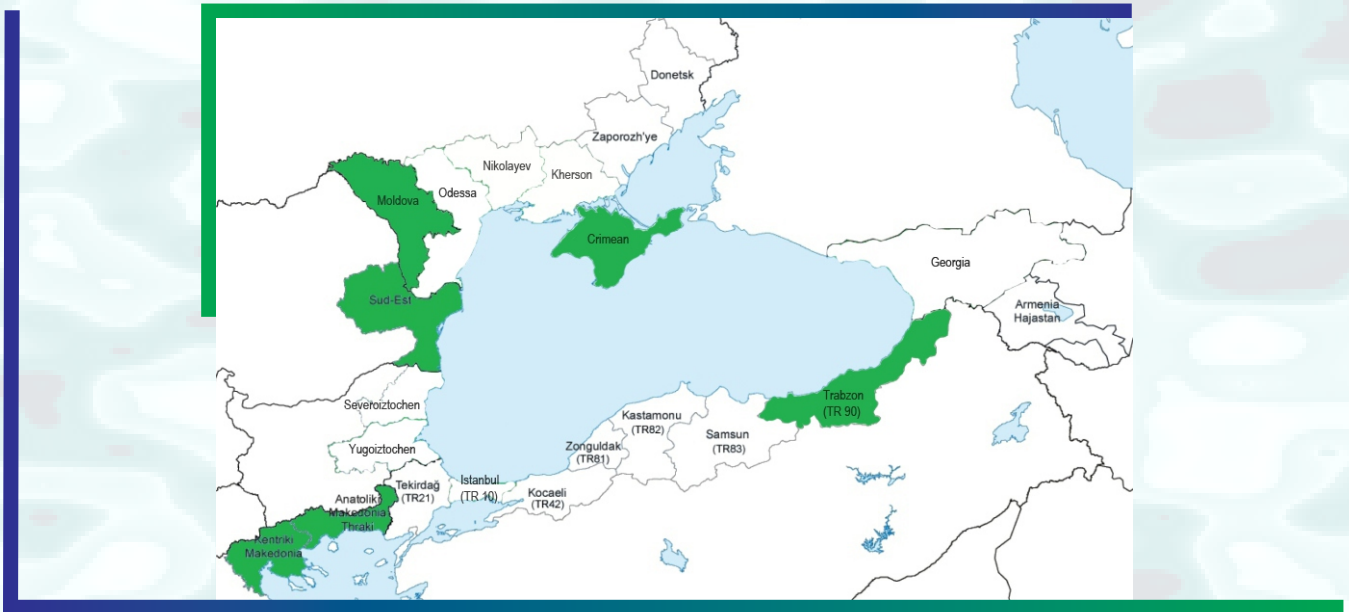 Donetsk
Zaporozh'ye
Nikolayev
Kherson
Odessa
Moldova
Crimean
Georgia
Sud-Est
Armenia
Hajastan
Trabzon
(TR 90)
Severoiztochen
Kastamonu
(TR82)
Samsun
(TR83)
Yugoiztochen
Zonguldak
(TR81)
Tekirdağ
(TR21)
Istanbul
(TR 10)
Kocaeli
(TR42)
Anatoliki
Makedonia
Thraki
Kentriki
Makedonia